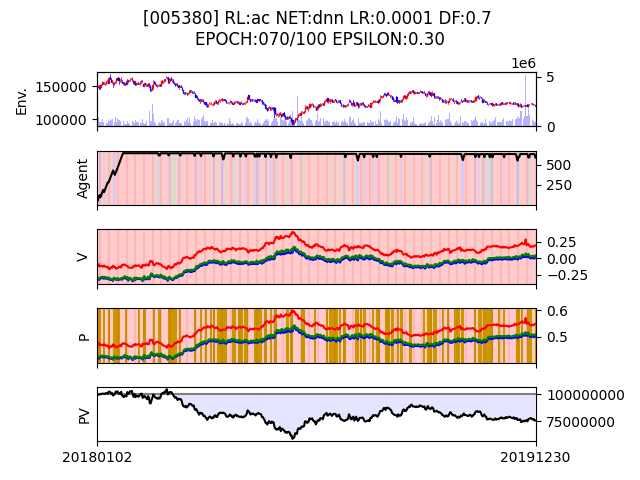 [005380] RL:ac NET:dnn LR:0.0001 DF:0.7
EPOCH:070/100 EPSILON:0.30
1e6
Env.
150000
100000
5
0
Agent
500
250
V
0.25
0.00
−0.25
P
0.6
0.5
PV
100000000
75000000
20180102
20191230